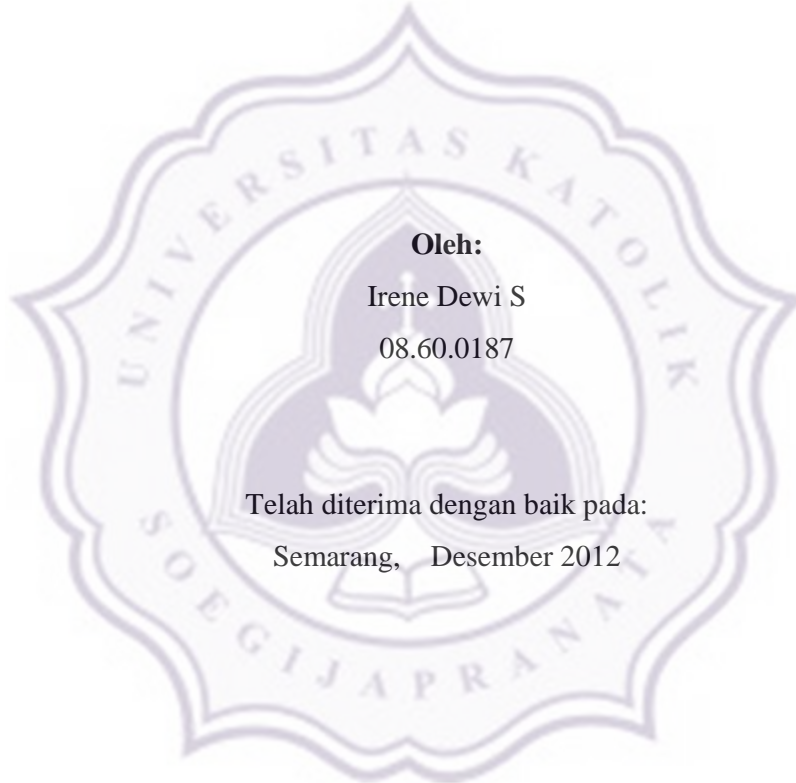 UNIVERSITAS KATOLIK
Oleh:
Irene Dewi S
08.60.0187
Telah diterima dengan baik pada:
Semarang, Desember 2012
SOEGIJAPRANATA